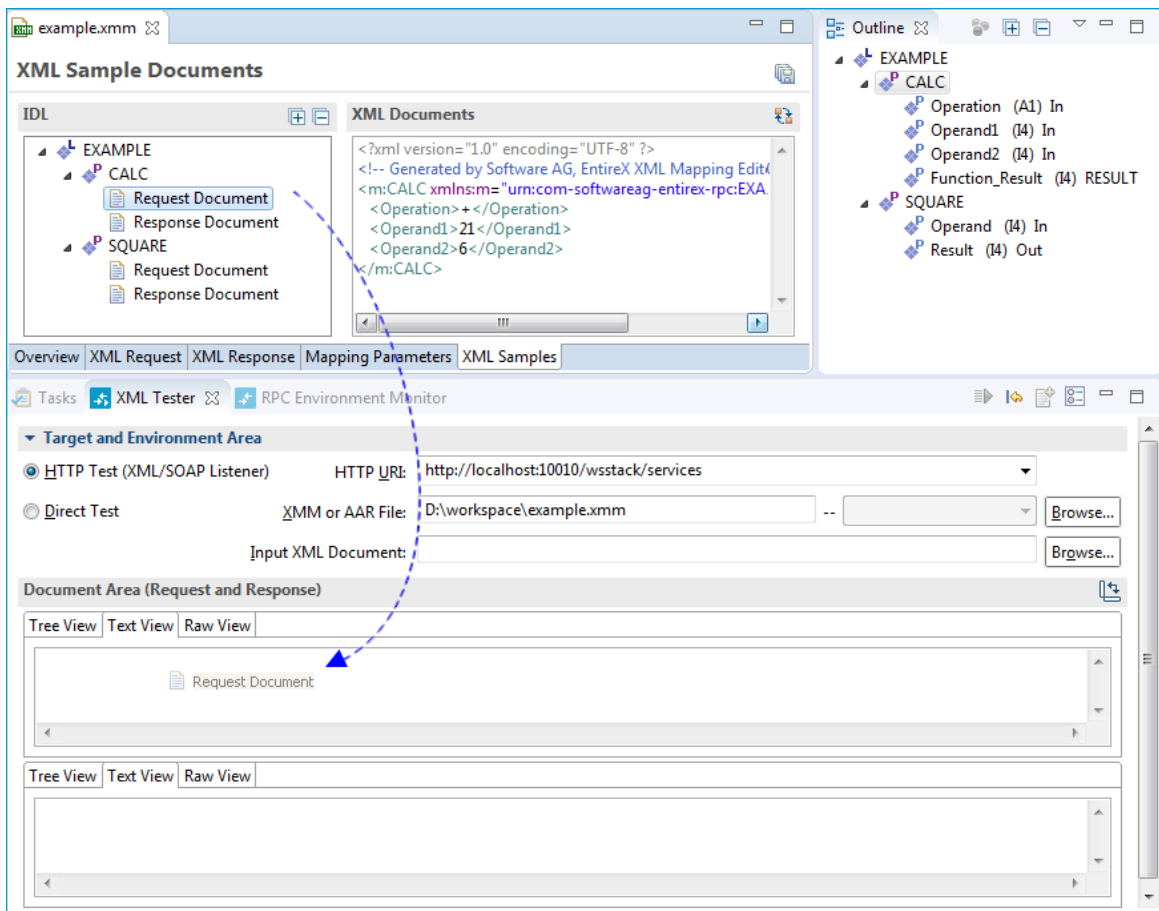 example.xmm
XML Sample Documents
IDL
EXAMPLE
CALC
Request Document
Response Document
SQUARE
Request Document
Response Document
XML Documents
<?xml version="1.0" encoding="UTF-8" ?>
<!-- Generated by Software AG, EntireX XML Mapping Edit
<m:CALC xmlns:m="urn:com-softwareag-entirex-rpc:EXA
<Operation>+</Operation>
<Operand1>21</Operand1>
<Operand2>6</Operand2>
</m:CALC>
Overview XML Request XML Response Mapping Parameters XML Samples
Outline
EXAMPLE
CALC
Operation (A1) In
Operand1 (I4) In
Operand2 (I4) In
Function_Result (I4) RESULT
SQUARE
Operand (I4) In
Result (I4) Out
Tasks XML Tester RPC Environment Monitor
Target and Environment Area
HTTP Test (XML/SOAP Listener) HTTP URI: http://localhost:10010/wsstack/services
Direct Test XMM or AAR File: D:\workspace\example.xmm -- Browse...
Input XML Document: Browse...
Document Area (Request and Response)
Tree View Text View Raw View
Request Document
Tree View Text View Raw View